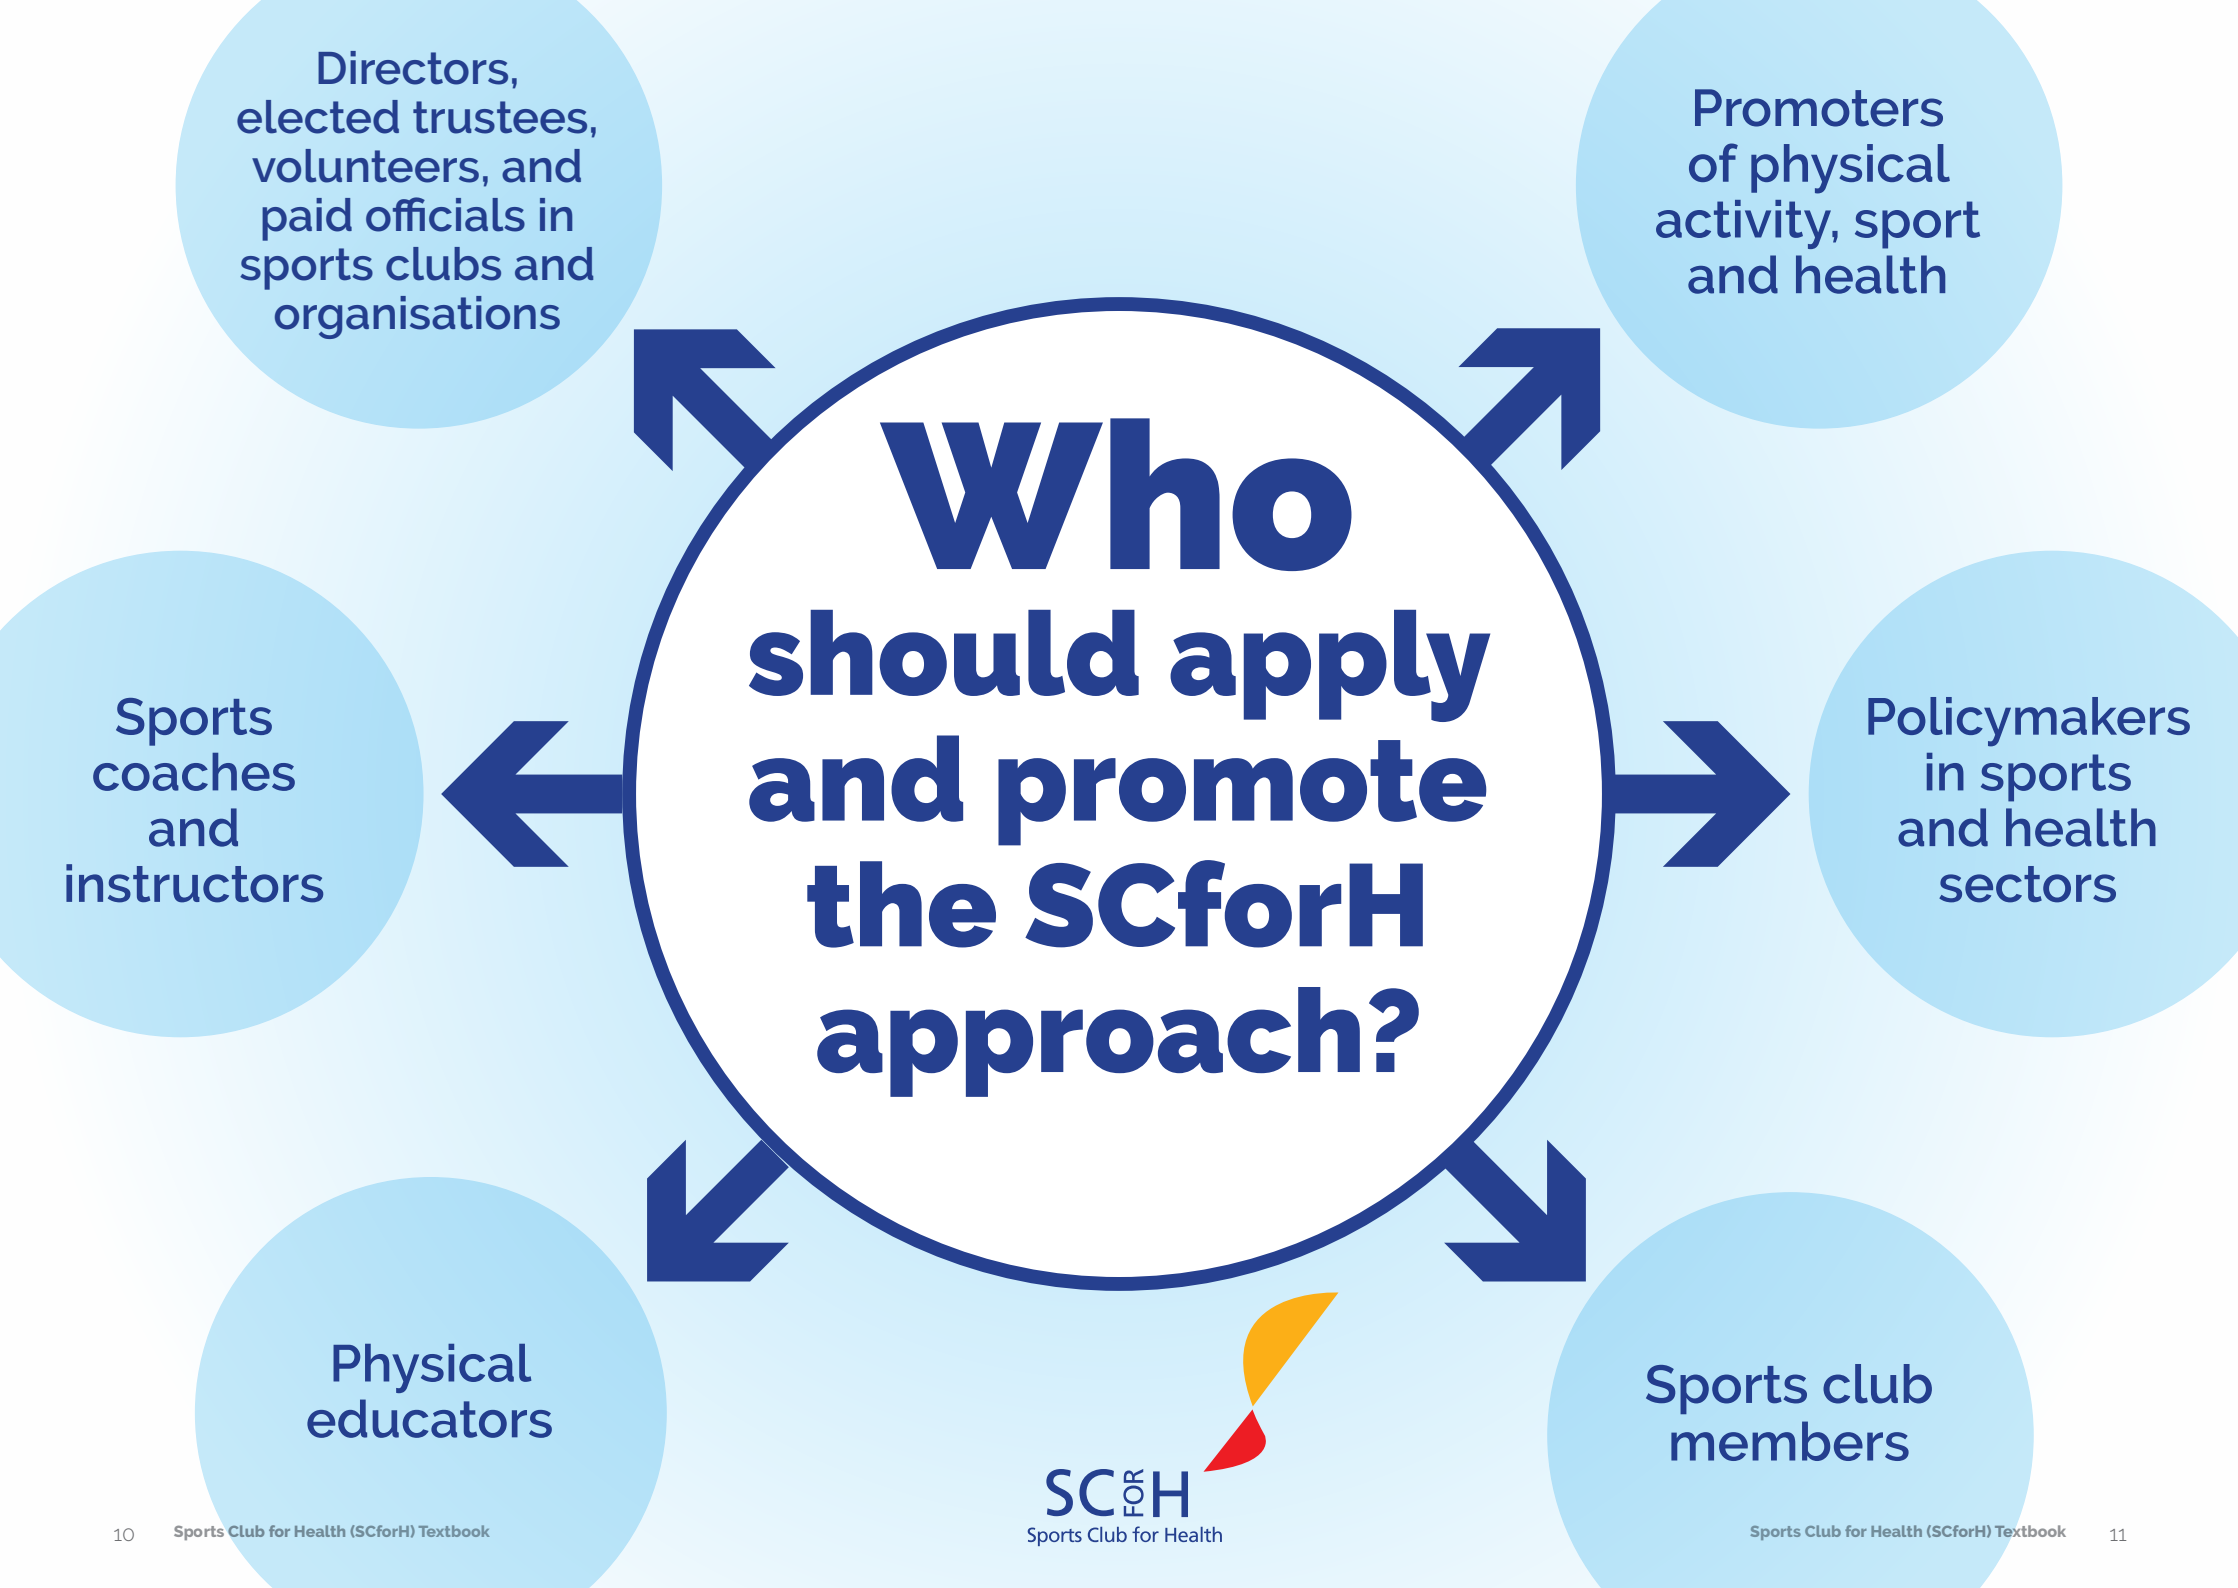 Directors,
elected trustees,
volunteers, and
paid officials in
sports clubs and
organisations
Promoters
of physical
activity, sport
and health
Who
should apply
and promote
the SCforH
approach?
Sports
coaches
and
instructors
Policymakers
in sports
and health
sectors
Physical
educators
Sports club
members
SC FOR H
Sports Club for Health
10 Sports Club for Health (SCforH) Textbook
Sports Club for Health (SCforH) Textbook 11